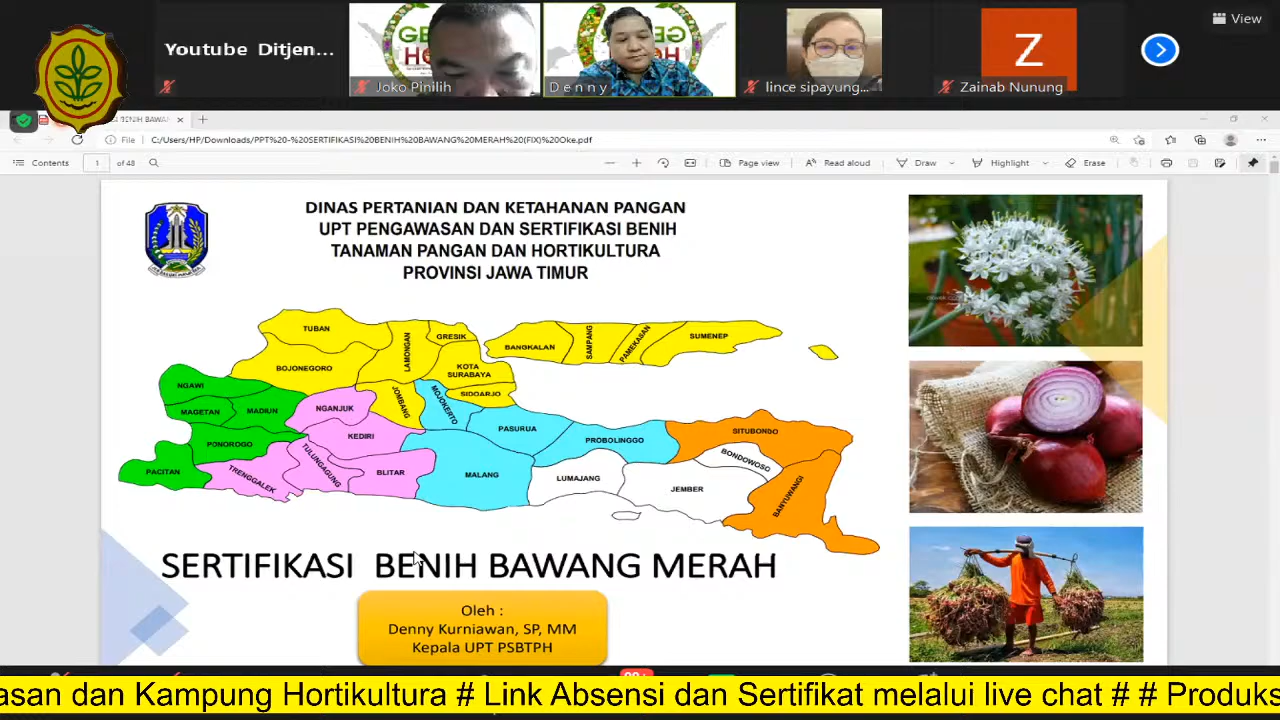 Youtube Ditjen...
Joko Pinilih
Denny
lince sipayung...
Z
Zainab Nunung
View
File
C:/Users/HP/Downloads/PPT%20-%20SERTIFIKASI%20BENIH%20BAWANG%20MERAH%20(FIX)%20Oke.pdf
Contents
1
of 48
Page view
Read aloud
Draw
Highlight
Erase
DINAS PERTANIAN DAN KETAHANAN PANGAN
UPT PENGAWASAN DAN SERTIFIKASI BENIH
TANAMAN PANGAN DAN HORTIKULTURA
PROVINSI JAWA TIMUR
TUBAN
LAMONGAN
GRESIK
BANGKALAN
SAMPANG
PAMEKASAN
SUMENEP
BOJONEGORO
KOTA
SURABAYA
SIDOARJO
NGAWI
MAGETAN
MADIUN
NGANJUK
JOMBANG
MOJOKERTO
PASURUA
PROBOLINGGO
SITUBONDO
PONOROGO
KEDIRI
BONDOWOSO
PACITAN
TRENGGALEK
TULUNGAGUNG
BLITAR
MALANG
LUMAJANG
JEMBER
BANYUWANGI
SERTIFIKASI BENIH BAWANG MERAH
Oleh :
Denny Kurniawan, SP, MM
Kepala UPT PSBTPH
asan dan Kampung Hortikultura # Link Absensi dan Sertifikat melalui live chat # # Produks